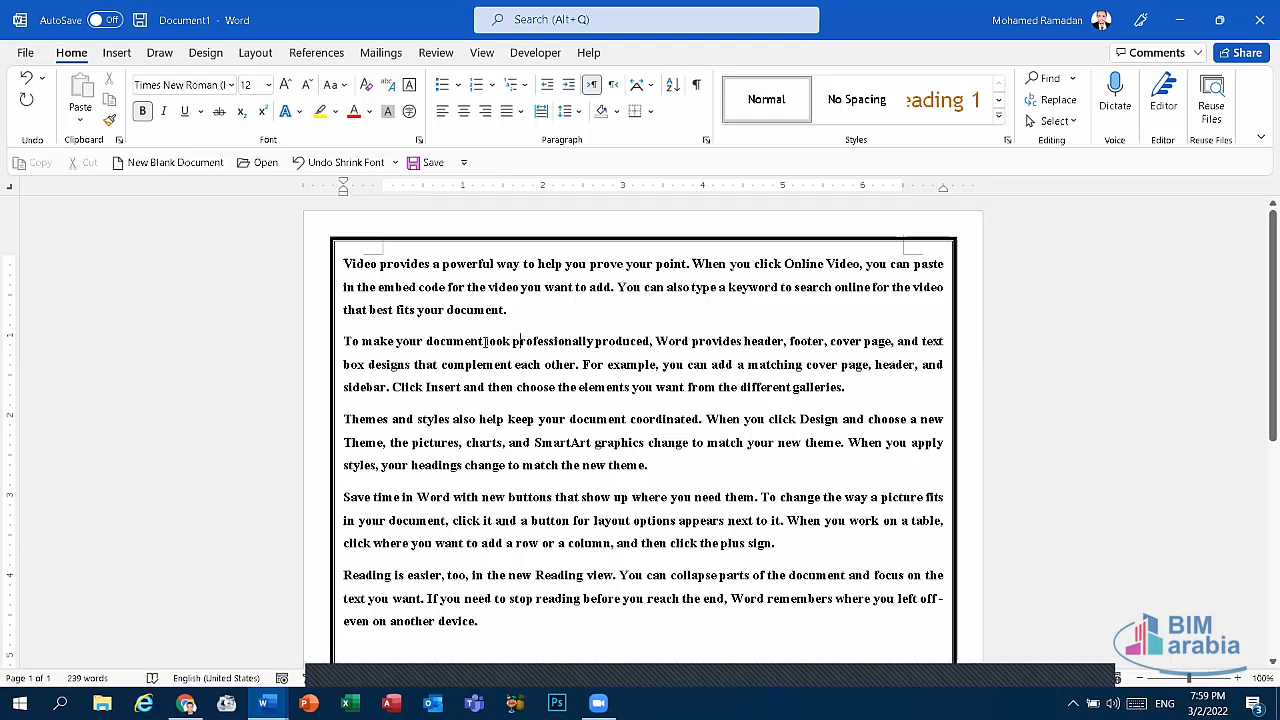 AutoSave Off Document1 - Word Search (Alt+Q) Mohamed Ramadan
File Home Insert Draw Design Layout References Mailings Review View Developer Help Comments Share
Paste Times New Roman (I 12 Normal No Spacing eading 1 Find Replace Select Dictate Editor Reuse Files
Undo Clipboard Font Paragraph Styles Editing Voice Editor Reuse Files
Copy Cut New Blank Document Open Undo Shrink Font Save
1 2 3 4 5 6
Video provides a powerful way to help you prove your point. When you click Online Video, you can paste
in the embed code for the video you want to add. You can also type a keyword to search online for the video
that best fits your document.
To make your document look professionally produced, Word provides header, footer, cover page, and text
box designs that complement each other. For example, you can add a matching cover page, header, and
sidebar. Click Insert and then choose the elements you want from the different galleries.
Themes and styles also help keep your document coordinated. When you click Design and choose a new
Theme, the pictures, charts, and SmartArt graphics change to match your new theme. When you apply
styles, your headings change to match the new theme.
Save time in Word with new buttons that show up where you need them. To change the way a picture fits
in your document, click it and a button for layout options appears next to it. When you work on a table,
click where you want to add a row or a column, and then click the plus sign.
Reading is easier, too, in the new Reading view. You can collapse parts of the document and focus on the
text you want. If you need to stop reading before you reach the end, Word remembers where you left off -
even on another device.
BIM
arabia
Page 1 of 1 239 words English (United States) 100%
ENG 7:59 PM
3/2/2022